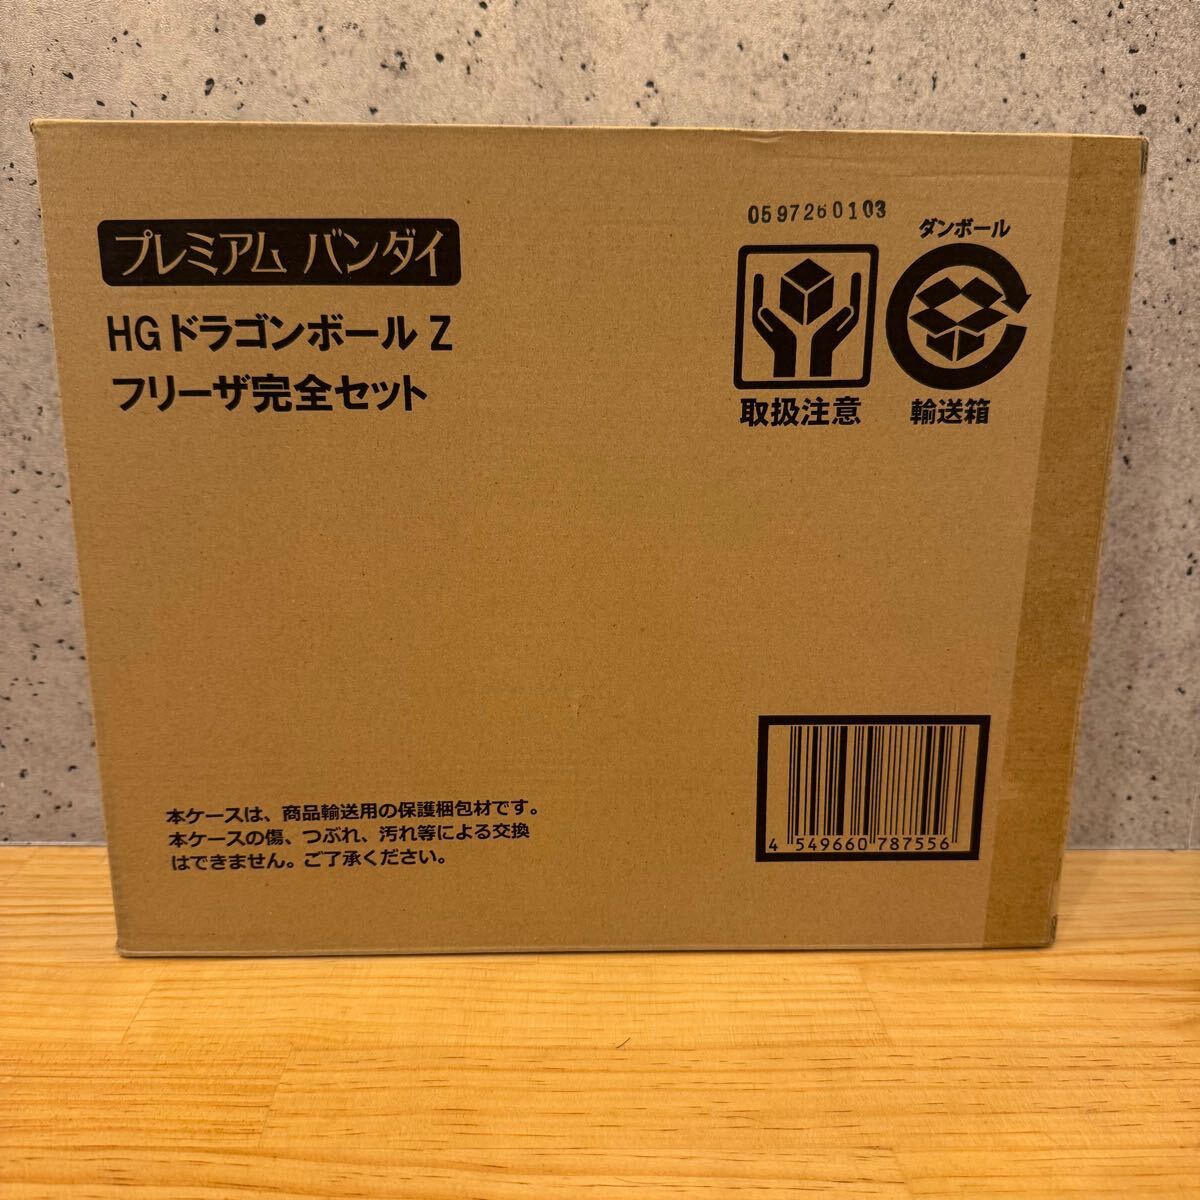 プレミアム バンダイ
HGドラゴンボールZ
フリーザ完全セット
0597260103
ダンボール
取扱注意
輸送箱
本ケースは、商品輸送用の保護梱包材です。
本ケースの傷、つぶれ、汚れ等による交換
はできません。ご了承ください。
4 549660 787556